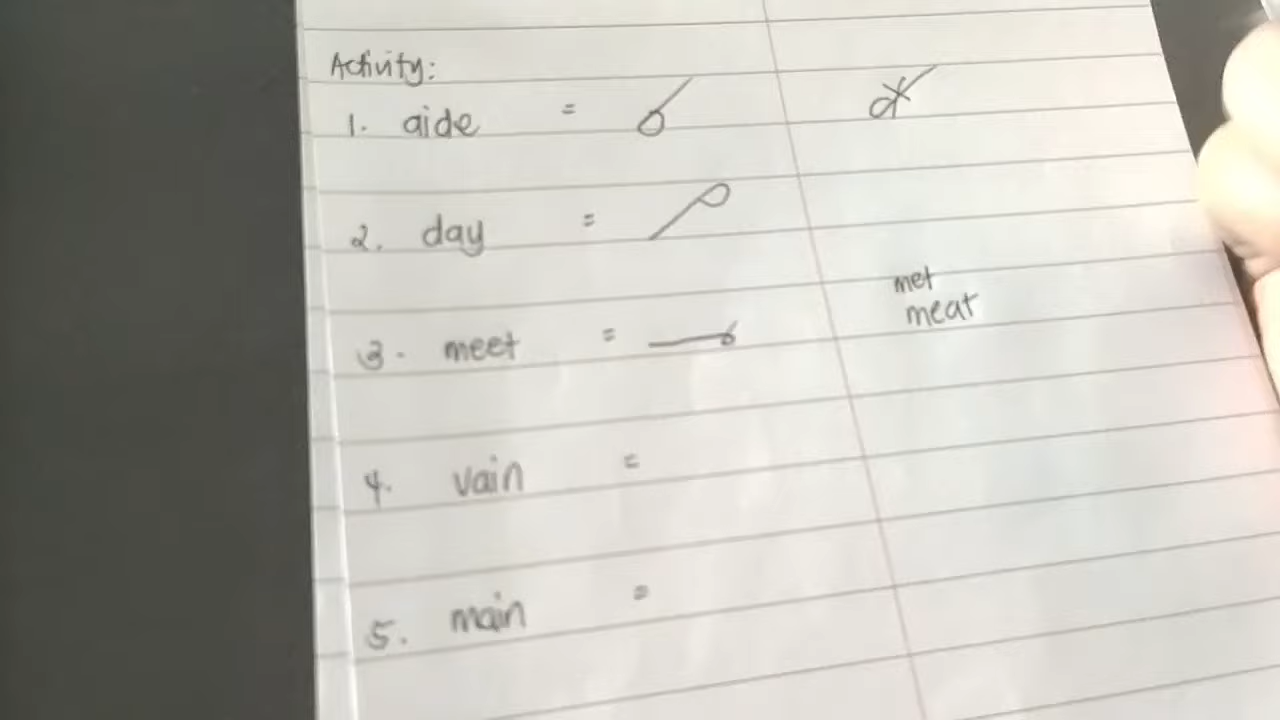 Activity:
1. aide =
2. day =
3. meet =
met
meat
4. vain =
5. main =